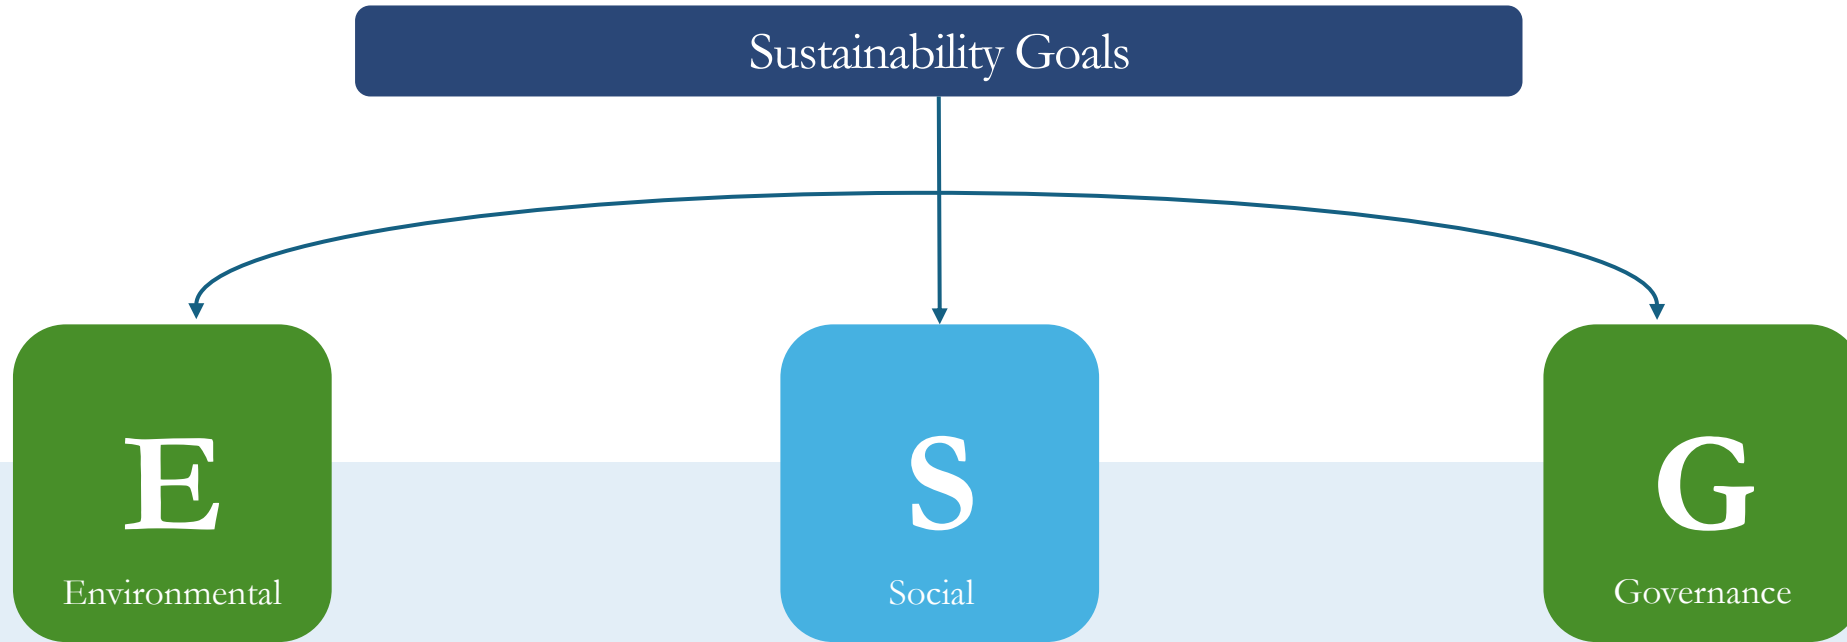 Sustainability Goals
E
Environmental
S
Social
G
Governance